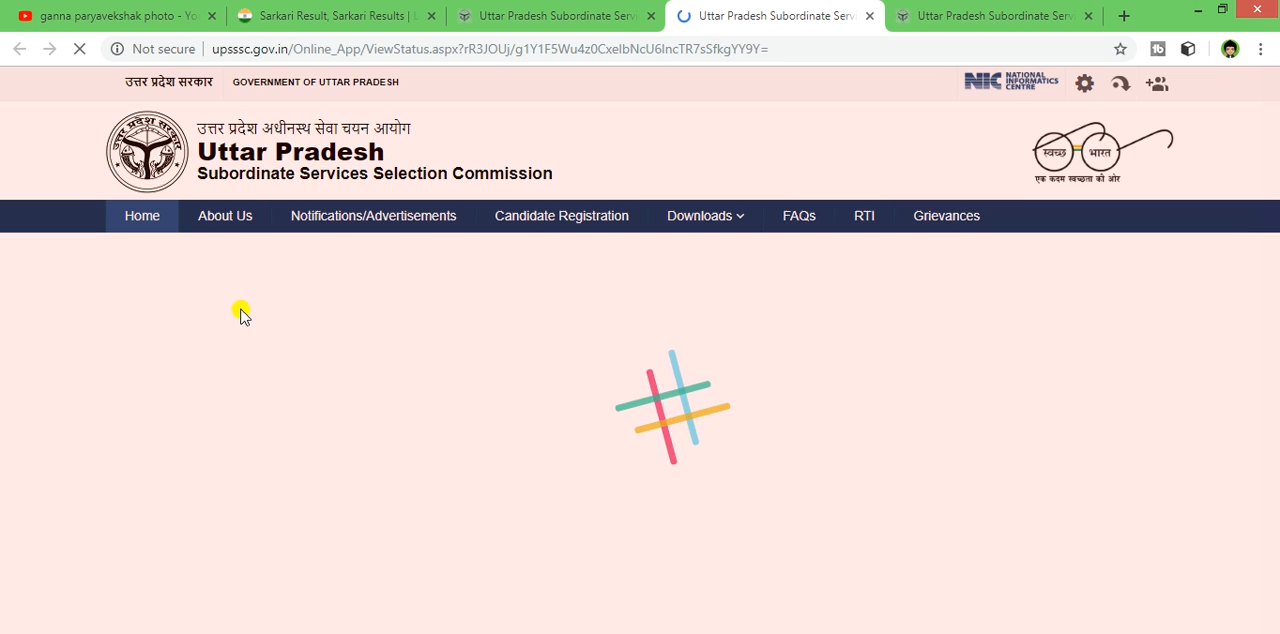 ganna paryavekshak photo - Yo
Sarkari Result, Sarkari Results | L
Uttar Pradesh Subordinate Serv
Uttar Pradesh Subordinate Serv
Uttar Pradesh Subordinate Serv
Not secure
upsssc.gov.in/Online_App/ViewStatus.aspx?rR3JOUj/g1Y1F5Wu4z0CxeIbNcU6IncTR7sSfkgYY9Y=
उत्तर प्रदेश सरकार GOVERNMENT OF UTTAR PRADESH
NIC NATIONAL INFORMATICS CENTRE
उत्तर प्रदेश अधीनस्थ सेवा चयन आयोग
Uttar Pradesh
Subordinate Services Selection Commission
स्वच्छ भारत
एक कदम स्वच्छता की ओर
Home About Us Notifications/Advertisements Candidate Registration Downloads FAQs RTI Grievances